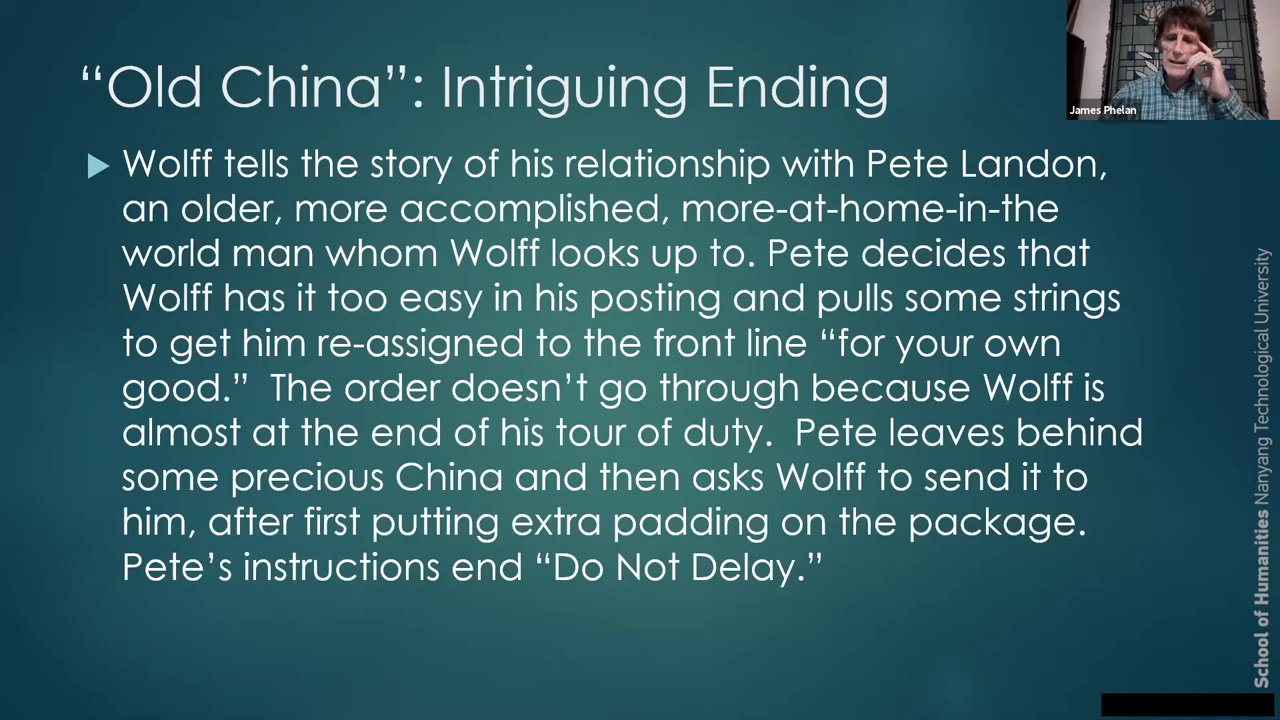 “Old China”: Intriguing Ending
James Phelan
Wolff tells the story of his relationship with Pete Landon,
an older, more accomplished, more-at-home-in-the
world man whom Wolff looks up to. Pete decides that
Wolff has it too easy in his posting and pulls some strings
to get him re-assigned to the front line “for your own
good.”  The order doesn’t go through because Wolff is
almost at the end of his tour of duty.  Pete leaves behind
some precious China and then asks Wolff to send it to
him, after first putting extra padding on the package.
Pete’s instructions end “Do Not Delay.”
School of Humanities Nanyang Technological University